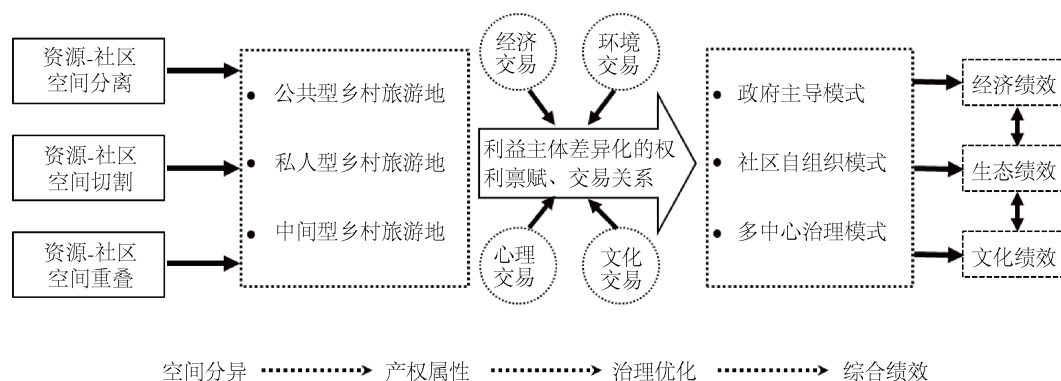 资源-社区
空间分离
资源-社区
空间切割
资源-社区
空间重叠
• 公共型乡村旅游地
• 私人型乡村旅游地
• 中间型乡村旅游地
经济
交易
环境
交易
利益主体差异化的权
利禀赋、交易关系
心理
交易
文化
交易
• 政府主导模式
• 社区自组织模式
• 多中心治理模式
经济绩效
生态绩效
文化绩效
空间分异
产权属性
治理优化
综合绩效